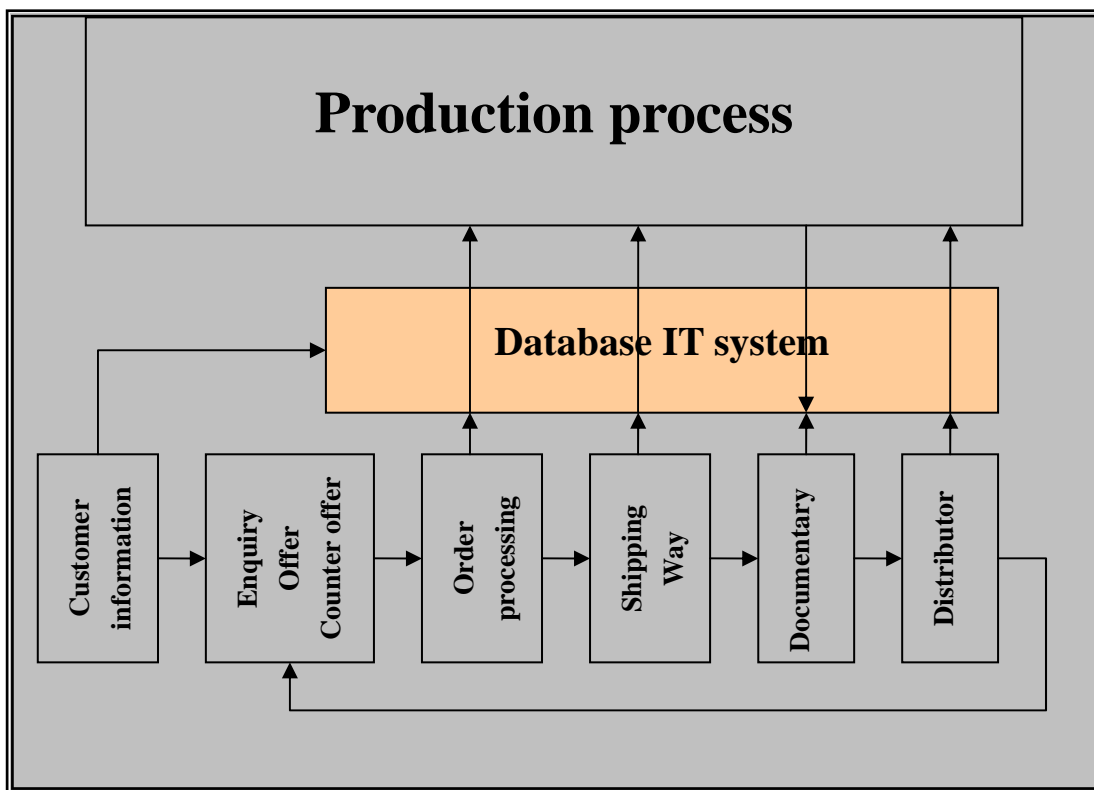 Production process
Database IT system
Customer
information
Enquiry
Offer
Counter offer
Order
processing
Shipping
Way
Documentary
Distributor